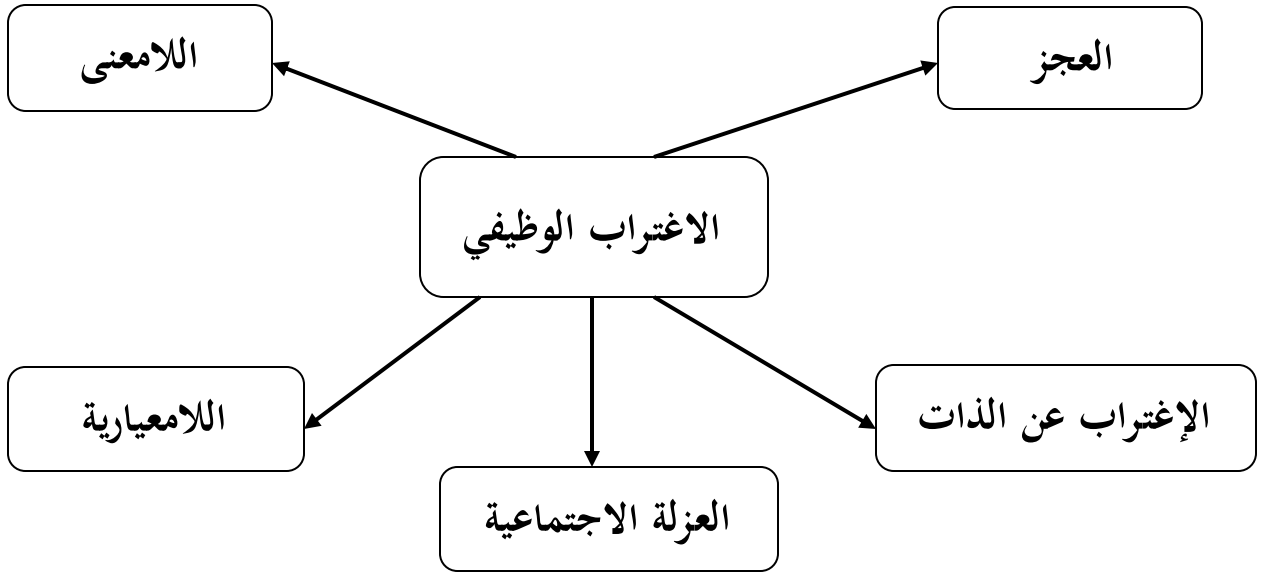 العجز
اللامعنى
الاغتراب الوظيفي
الإغتراب عن الذات
اللامعيارية
العزلة الاجتماعية